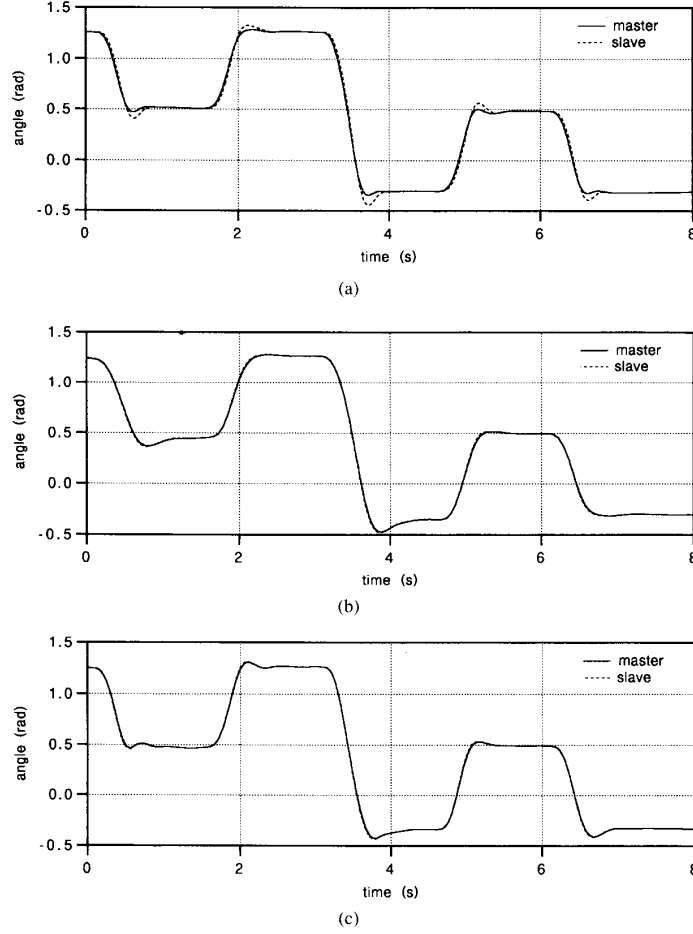 1.5
master
slave
1.0
0.5
0.0
-0.5
angle (rad)
0 2 4 6 8
time (s)
(a)
1.5
master
slave
1.0
0.5
0.0
-0.5
angle (rad)
0 2 4 6 8
time (s)
(b)
1.5
master
slave
1.0
0.5
0.0
-0.5
angle (rad)
0 2 4 6 8
time (s)
(c)